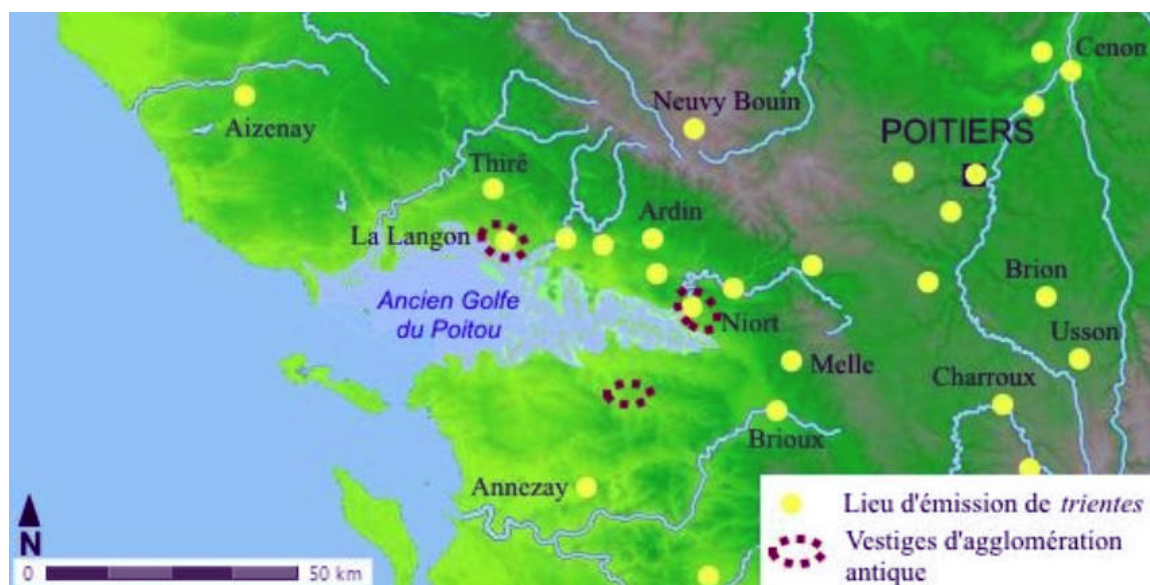 Cenon
Neuvy Bouin
Aizenay
POITIERS
Thiré
Ardin
La Langon
Brion
Ancien Golfe
du Poitou
Niort
Usson
Melle
Charroux
Brioux
Annezay
Lieu d'émission de trientes
Vestiges d'agglomération
antique
N
0 50 km